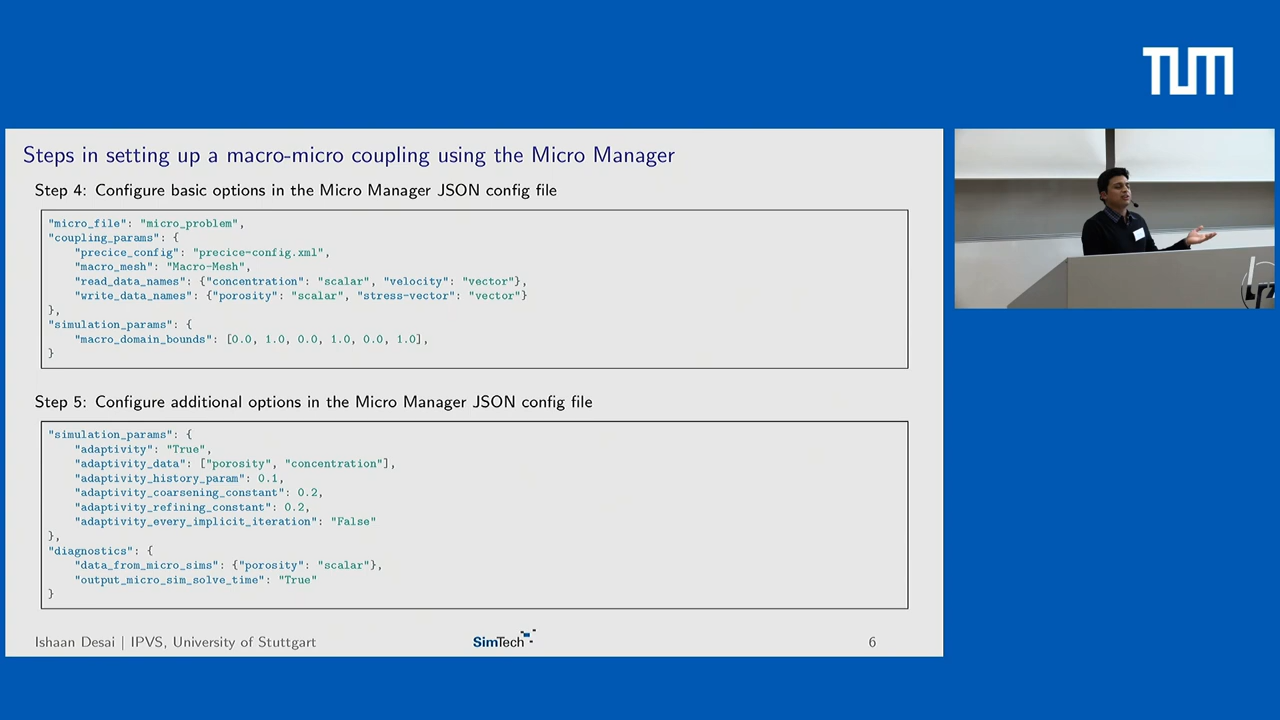 TUM
Steps in setting up a macro-micro coupling using the Micro Manager
Step 4: Configure basic options in the Micro Manager JSON config file
"micro_file": "micro_problem",
"coupling_params": {
"precice_config": "precice-config.xml",
"macro_mesh": "Macro-Mesh",
"read_data_names": {"concentration": "scalar", "velocity": "vector"},
"write_data_names": {"porosity": "scalar", "stress-vector": "vector"}
},
"simulation_params": {
"macro_domain_bounds": [0.0, 1.0, 0.0, 1.0, 0.0, 1.0],
}
Step 5: Configure additional options in the Micro Manager JSON config file
"simulation_params": {
"adaptivity": "True",
"adaptivity_data": ["porosity", "concentration"],
"adaptivity_history_param": 0.1,
"adaptivity_coarsening_constant": 0.2,
"adaptivity_refining_constant": 0.2,
"adaptivity_every_implicit_iteration": "False"
},
"diagnostics": {
"data_from_micro_sims": {"porosity": "scalar"},
"output_micro_sim_solve_time": "True"
}
Ishaan Desai | IPVS, University of Stuttgart
SimTech
6